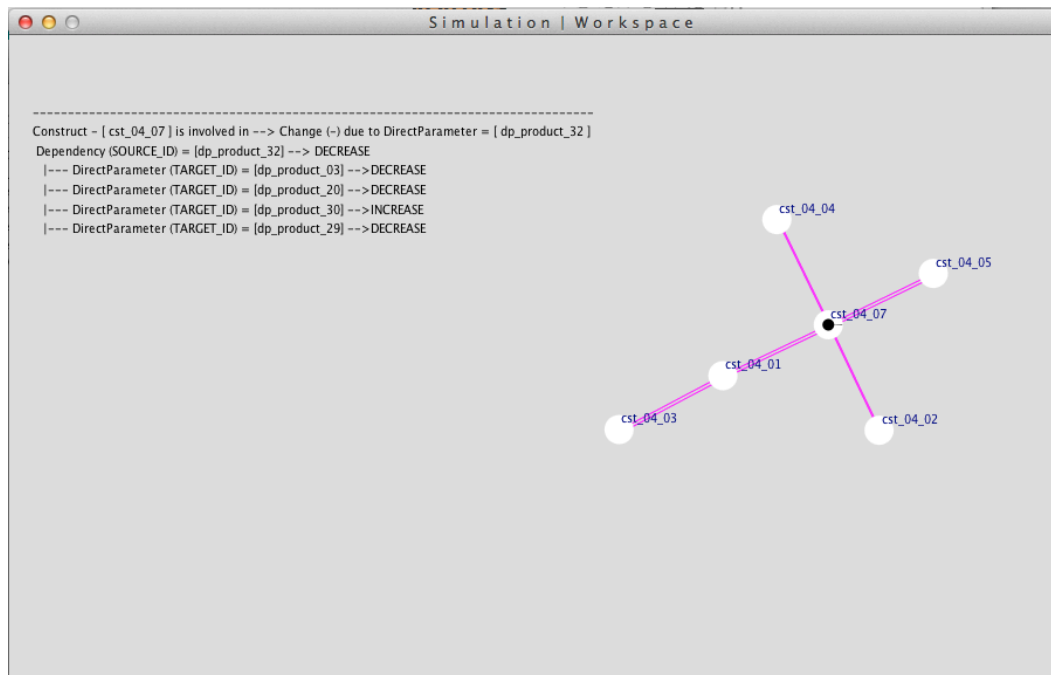 Simulation | Workspace
--------------------------------------------------------------------------------
Construct - [ cst_04_07 ] is involved in --> Change (-) due to DirectParameter = [ dp_product_32 ]
Dependency (SOURCE_ID) = [dp_product_32] --> DECREASE
|--- DirectParameter (TARGET_ID) = [dp_product_03] -->DECREASE
|--- DirectParameter (TARGET_ID) = [dp_product_20] -->DECREASE
|--- DirectParameter (TARGET_ID) = [dp_product_30] -->INCREASE
|--- DirectParameter (TARGET_ID) = [dp_product_29] -->DECREASE
cst_04_04
cst_04_05
cst_04_07
cst_04_01
cst_04_03
cst_04_02